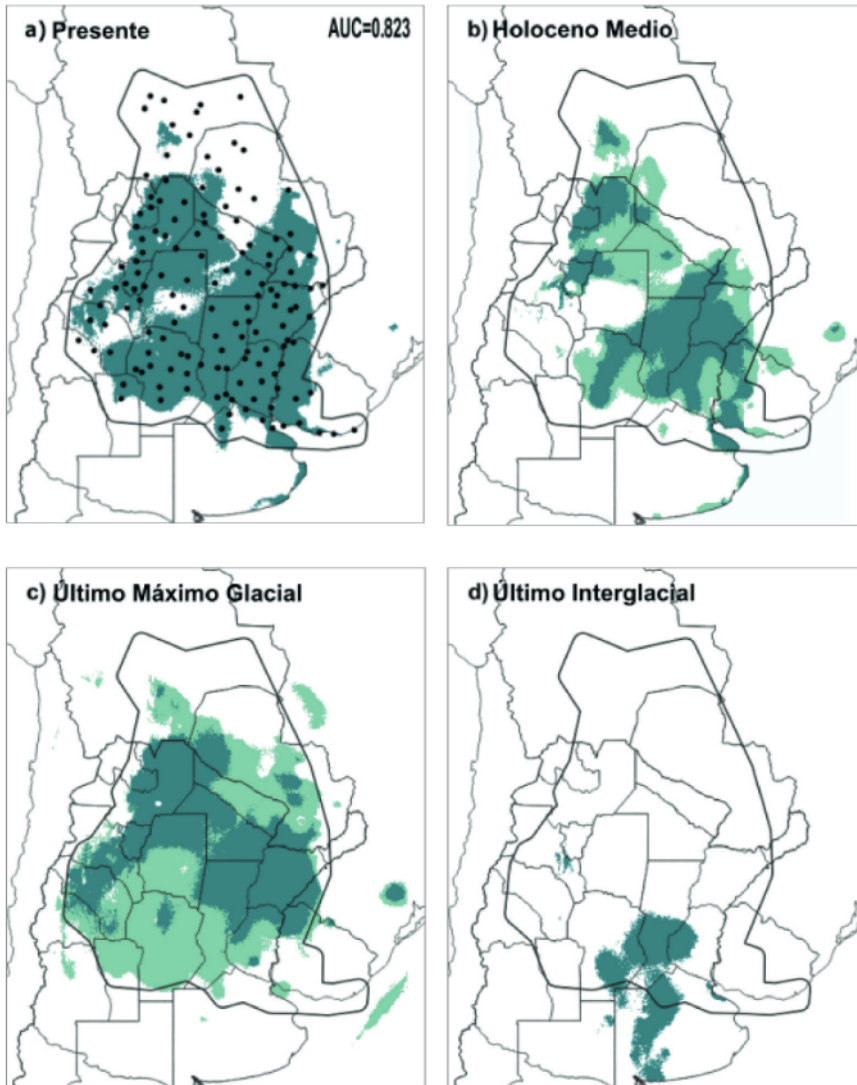 a) Presente
AUC=0.823
b) Holoceno Medio
c) Último Máximo Glacial
d) Último Interglacial